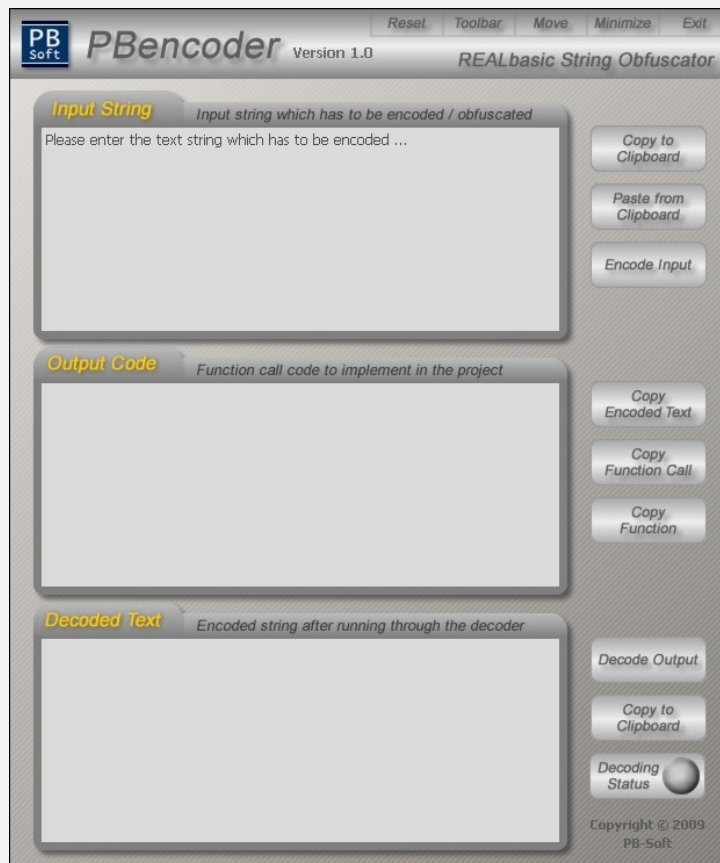 Reset Toolbar Move Minimize Exit
PB
Soft
PBencoder Version 1.0
REALbasic String Obfuscator
Input String
Input string which has to be encoded / obfuscated
Please enter the text string which has to be encoded ...
Copy to
Clipboard
Paste from
Clipboard
Encode Input
Output Code
Function call code to implement in the project
Copy
Encoded Text
Copy
Function Call
Copy
Function
Decoded Text
Encoded string after running through the decoder
Decode Output
Copy to
Clipboard
Decoding
Status
Copyright © 2009
PB-Soft